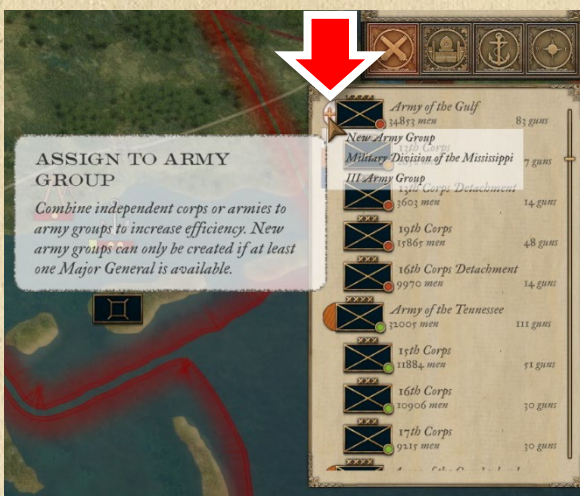 Army of the Gulf
34853 men 83 guns
New Army Group
13th Corps
Military Division of the Mississippi
7 guns
III Army Group
13th Corps Detachment
3603 men 14 guns
ASSIGN TO ARMY
GROUP
Combine independent corps or armies to
army groups to increase efficiency. New
army groups can only be created if at least
one Major General is available.
19th Corps
15865 men 48 guns
16th Corps Detachment
9970 men 14 guns
Army of the Tennessee
32005 men 111 guns
15th Corps
11884 men 51 guns
16th Corps
10906 men 30 guns
17th Corps
9215 men 30 guns